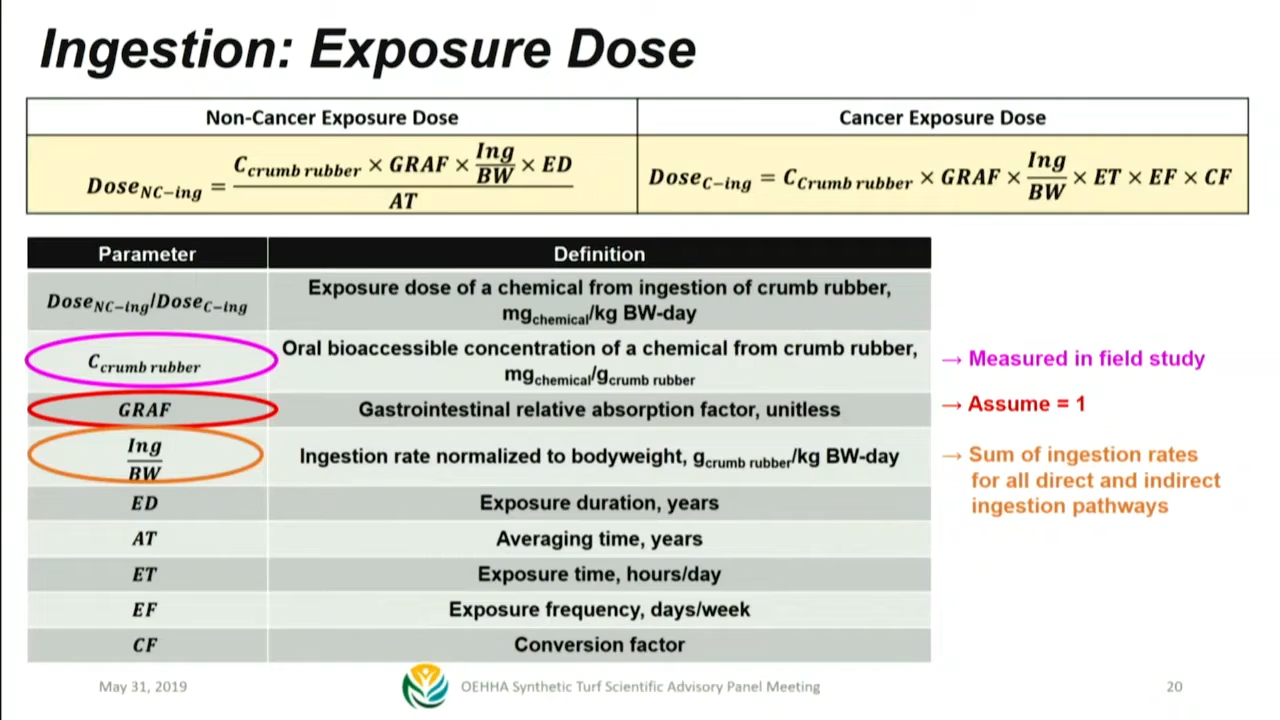 Ingestion: Exposure Dose
Non-Cancer Exposure Dose
Cancer Exposure Dose
Dose_NC−ing = (C_crumb rubber × GRAF × Ing/BW × ED) / AT
Dose_C−ing = C_Crumb rubber × GRAF × Ing/BW × ET × EF × CF
Parameter Definition
Dose_NC−ing/Dose_C−ing Exposure dose of a chemical from ingestion of crumb rubber,
mg_chemical/kg BW-day
C_crumb rubber Oral bioaccessible concentration of a chemical from crumb rubber,
mg_chemical/g_crumb rubber
→ Measured in field study
GRAF Gastrointestinal relative absorption factor, unitless
→ Assume = 1
Ing/BW Ingestion rate normalized to bodyweight, g_crumb rubber/kg BW-day
→ Sum of ingestion rates
for all direct and indirect
ingestion pathways
ED Exposure duration, years
AT Averaging time, years
ET Exposure time, hours/day
EF Exposure frequency, days/week
CF Conversion factor
May 31, 2019
OEHHA Synthetic Turf Scientific Advisory Panel Meeting
20